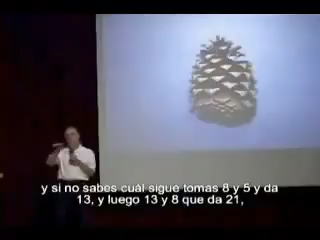 y si no sabes cuál sigue tomas 8 y 5 y da
13, y luego 13 y 8 que da 21,